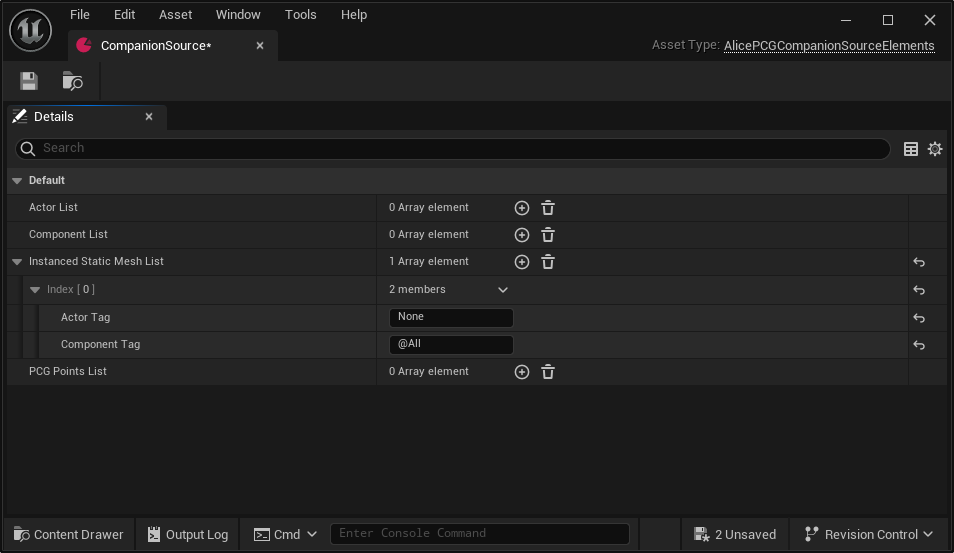 File Edit Asset Window Tools Help
CompanionSource*
Asset Type: AlicePCGCompanionSourceElements
Details
Search
Default
Actor List 0 Array element
Component List 0 Array element
Instanced Static Mesh List 1 Array element
Index [ 0 ] 2 members
Actor Tag None
Component Tag @All
PCG Points List 0 Array element
Content Drawer Output Log Cmd Enter Console Command 2 Unsaved Revision Control